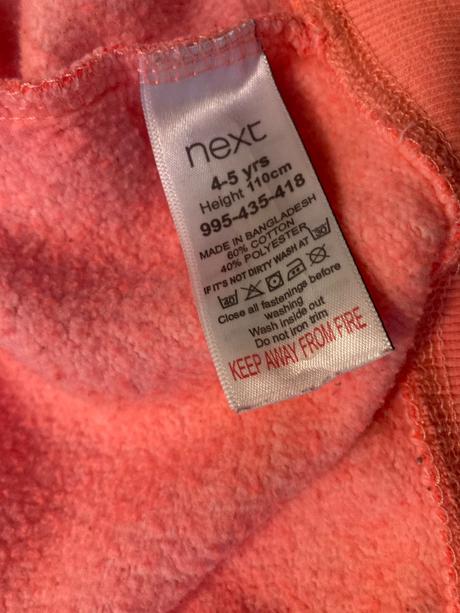 next
4-5 yrs
Height 110cm
995-435-418
MADE IN BANGLADESH
60% COTTON
40% POLYESTER
IF IT'S NOT DIRTY WASH AT 30
40
Close all fastenings before
washing
Wash inside out
Do not iron trim
KEEP AWAY FROM FIRE